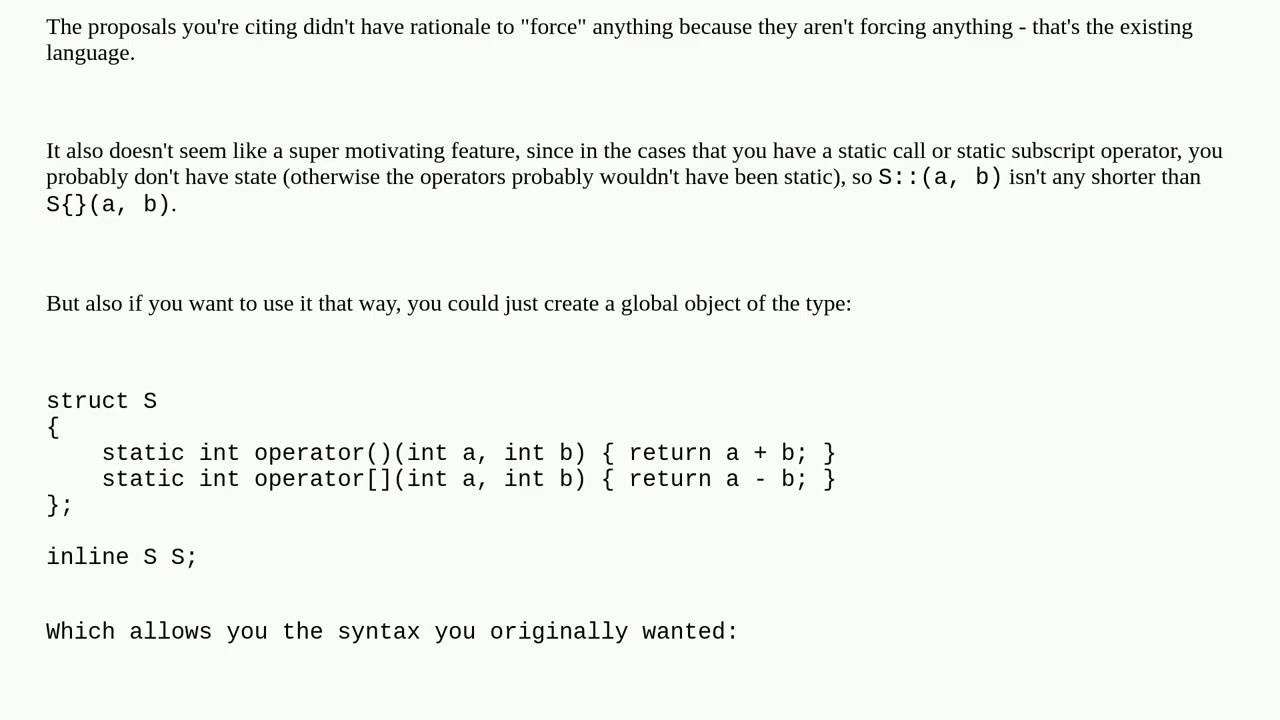 The proposals you're citing didn't have rationale to "force" anything because they aren't forcing anything - that's the existing
language.
It also doesn't seem like a super motivating feature, since in the cases that you have a static call or static subscript operator, you
probably don't have state (otherwise the operators probably wouldn't have been static), so S::(a, b) isn't any shorter than
S{}(a, b).
But also if you want to use it that way, you could just create a global object of the type:
struct S
{
    static int operator()(int a, int b) { return a + b; }
    static int operator[](int a, int b) { return a - b; }
};
inline S S;
Which allows you the syntax you originally wanted: